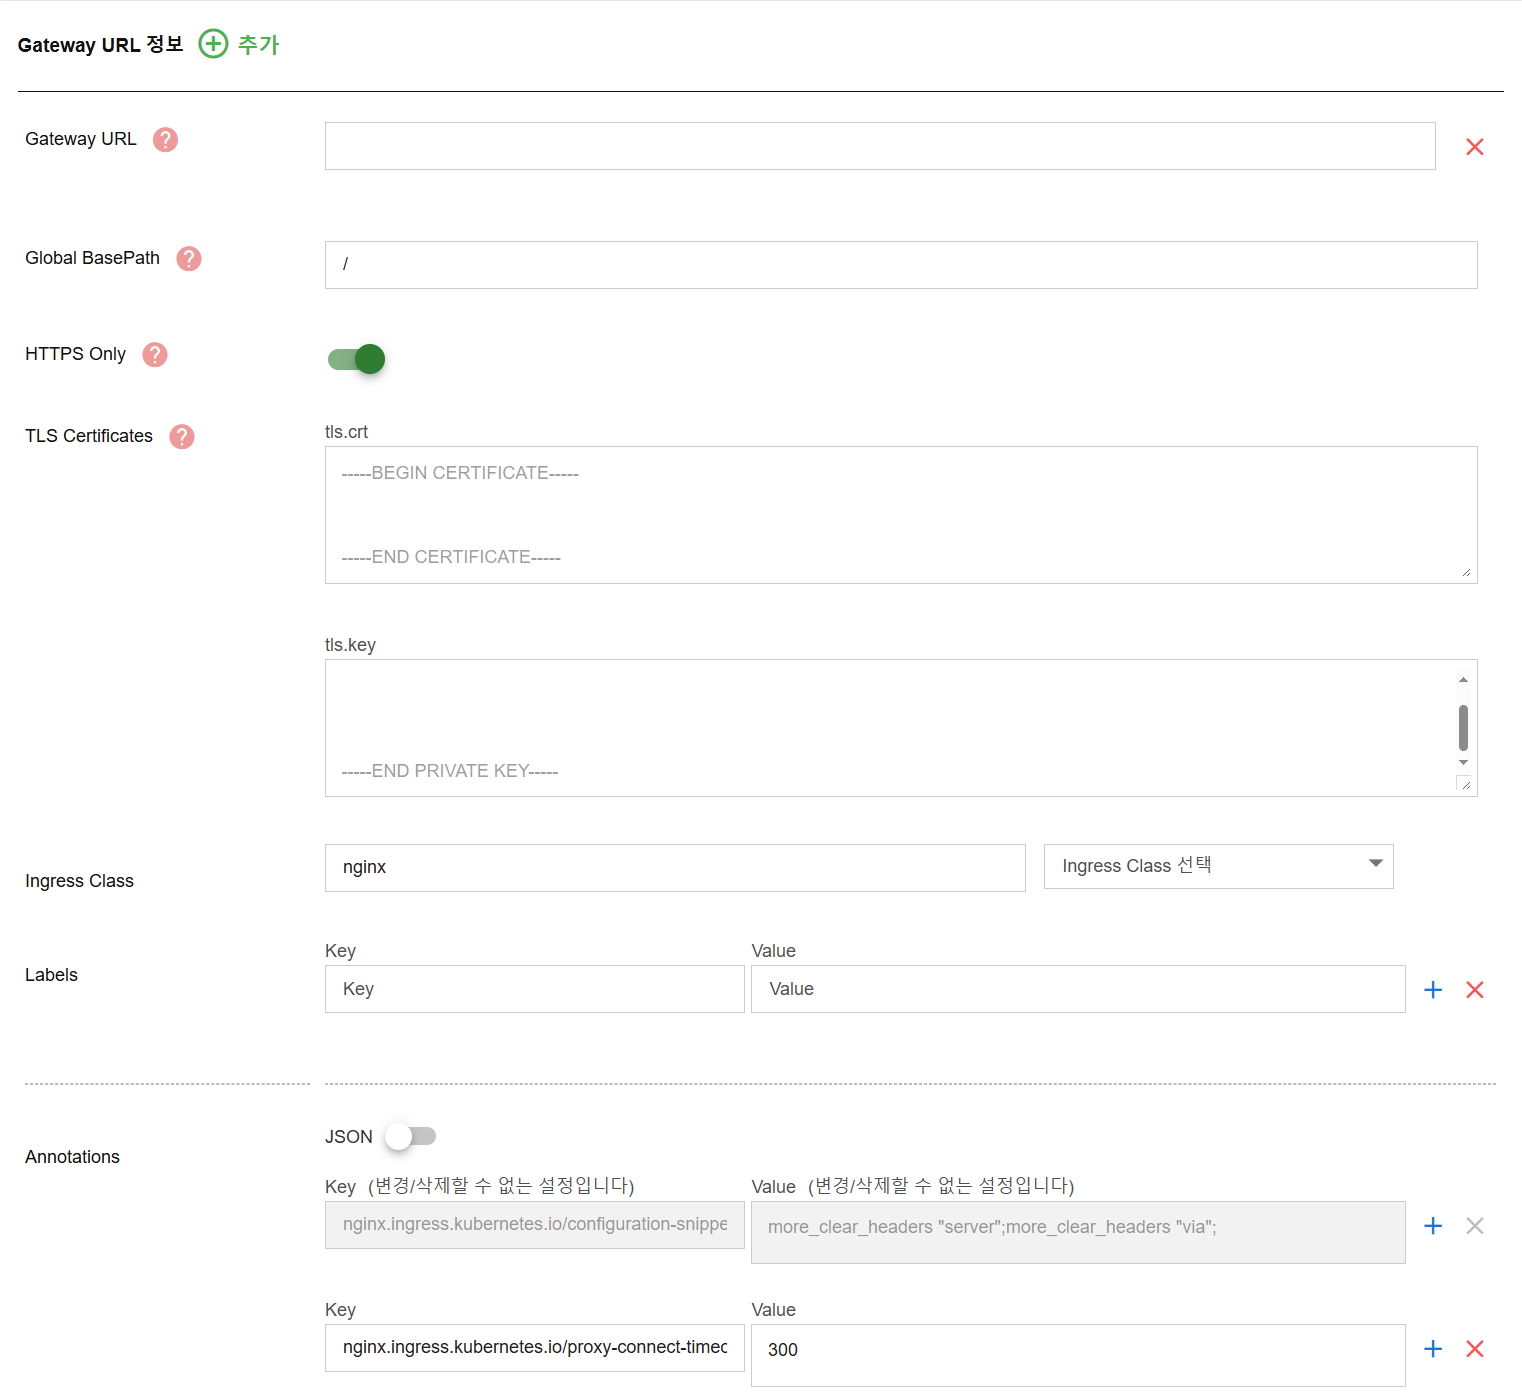 Gateway URL 정보 추가
Gateway URL ?
Global BasePath ? /
HTTPS Only ?
TLS Certificates ? tls.crt
-----BEGIN CERTIFICATE-----
-----END CERTIFICATE-----
tls.key
-----END PRIVATE KEY-----
Ingress Class nginx Ingress Class 선택
Key Value
Labels Key Value
JSON
Annotations
Key (변경/삭제할 수 없는 설정입니다) Value (변경/삭제할 수 없는 설정입니다)
nginx.ingress.kubernetes.io/configuration-snippe more_clear_headers "server";more_clear_headers "via";
Key Value
nginx.ingress.kubernetes.io/proxy-connect-timeo 300